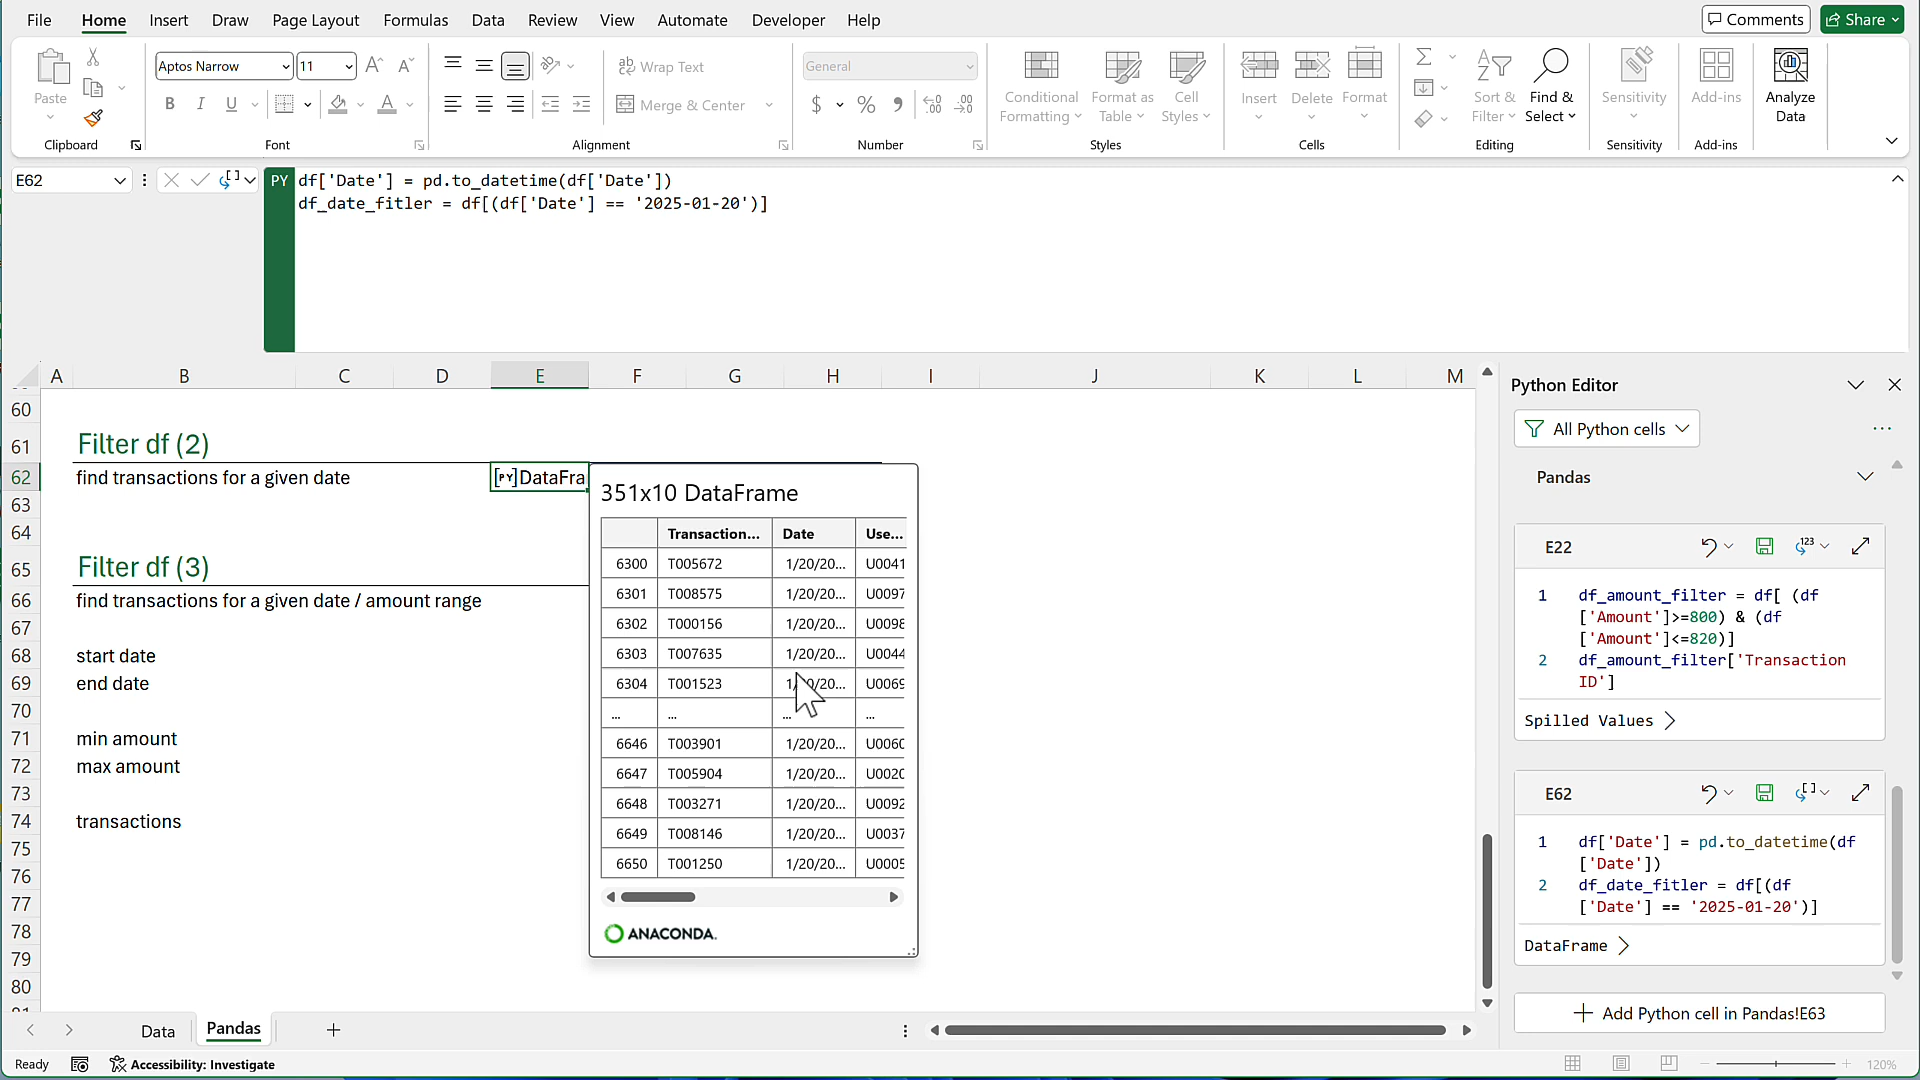 File Home Insert Draw Page Layout Formulas Data Review View Automate Developer Help Comments Share
Paste
Clipboard
Aptos Narrow 11
B I U
Font
Wrap Text
Merge & Center
Alignment
General
$ % 9
Number
Conditional Formatting
Format as Table
Cell Styles
Styles
Insert Delete Format
Cells
Sort & Filter
Find & Select
Editing
Sensitivity
Sensitivity
Add-ins
Add-ins
Analyze Data
E62
PY
df['Date'] = pd.to_datetime(df['Date'])
df_date_fitler = df[(df['Date'] == '2025-01-20')]
A B C D E F G H I J K L M
60
61 Filter df (2)
62 find transactions for a given date [PY]DataFra
63
64
65 Filter df (3)
66 find transactions for a given date / amount range
67
68 start date
69 end date
70
71 min amount
72 max amount
73
74 transactions
75
76
77
78
79
80
351x10 DataFrame
Transaction... Date Use...
6300 T005672 1/20/20... U0041
6301 T008575 1/20/20... U0097
6302 T000156 1/20/20... U0098
6303 T007635 1/20/20... U0044
6304 T001523 1/20/20... U0069
... ... ... ...
6646 T003901 1/20/20... U0060
6647 T005904 1/20/20... U0020
6648 T003271 1/20/20... U0092
6649 T008146 1/20/20... U0037
6650 T001250 1/20/20... U0005
ANACONDA.
Python Editor
All Python cells
Pandas
E22
1 df_amount_filter = df[ (df
['Amount']>=800) & (df
['Amount']<=820)]
2 df_amount_filter['Transaction
ID']
Spilled Values
E62
1 df['Date'] = pd.to_datetime(df
['Date'])
2 df_date_fitler = df[(df
['Date'] == '2025-01-20')]
DataFrame
Add Python cell in Pandas!E63
Data Pandas
Ready Accessibility: Investigate 120%